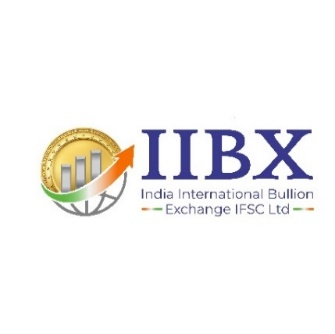 IIBX
India International Bullion
Exchange IFSC Ltd